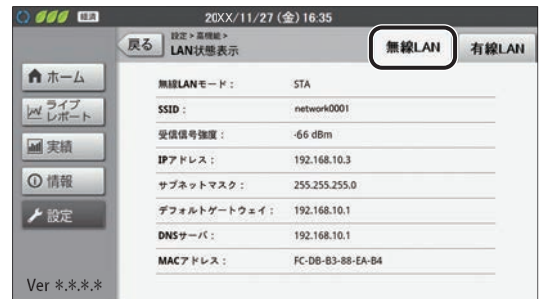 経済
20XX/11/27 (金) 16:35
戻る
設定 > 高機能 >
LAN状態表示
無線LAN
有線LAN
ホーム
ライブ
レポート
実績
情報
設定
Ver *.*.*.*
無線LANモード: STA
SSID: network0001
受信信号強度: -66 dBm
IPアドレス: 192.168.10.3
サブネットマスク: 255.255.255.0
デフォルトゲートウェイ: 192.168.10.1
DNSサーバ: 192.168.10.1
MACアドレス: FC-DB-B3-88-EA-B4